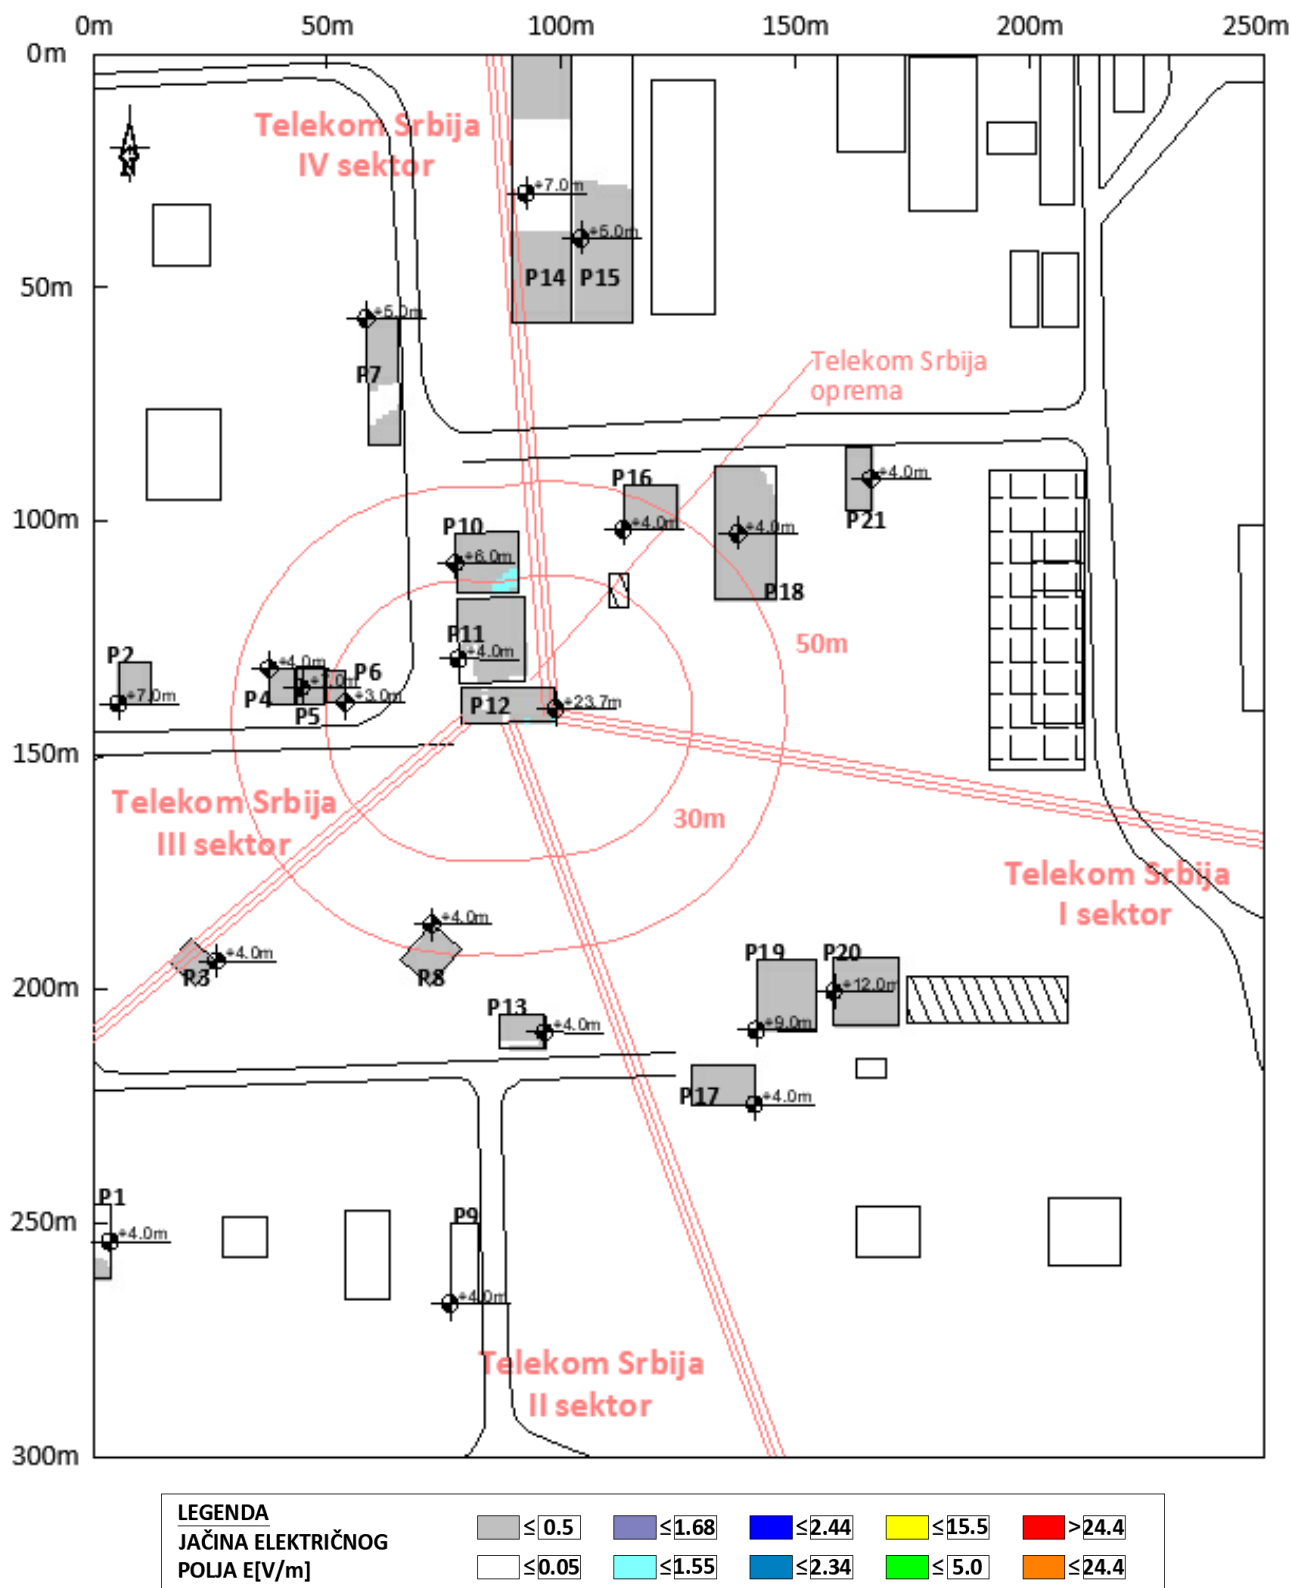 0m 50m 100m 150m 200m 250m
0m
Telekom Srbija
IV sektor
N
+7.0m
+5.0m
50m
P14 P15
+5.0m
P7
Telekom Srbija
oprema
P16
+4.0m
P21
+4.0m
100m
P10
+4.0m
+6.0m
P18
P11
50m
P2
+4.0m
+4.0m
P6
+7.0m
P4
+7.0m
+3.0m
P5
P12
+23.7m
150m
Telekom Srbija
III sektor
30m
Telekom Srbija
I sektor
+4.0m
+4.0m
P3
P8
P19 P20
200m
+12.0m
P13
+4.0m
+9.0m
P17
+4.0m
P1
250m
+4.0m
P9
+4.0m
Telekom Srbija
II sektor
300m
LEGENDA
JAČINA ELEKTRIČNOG
POLJA E[V/m]
≤ 0.5 ≤1.68 ≤2.44 ≤15.5 >24.4
≤0.05 ≤1.55 ≤2.34 ≤ 5.0 ≤24.4